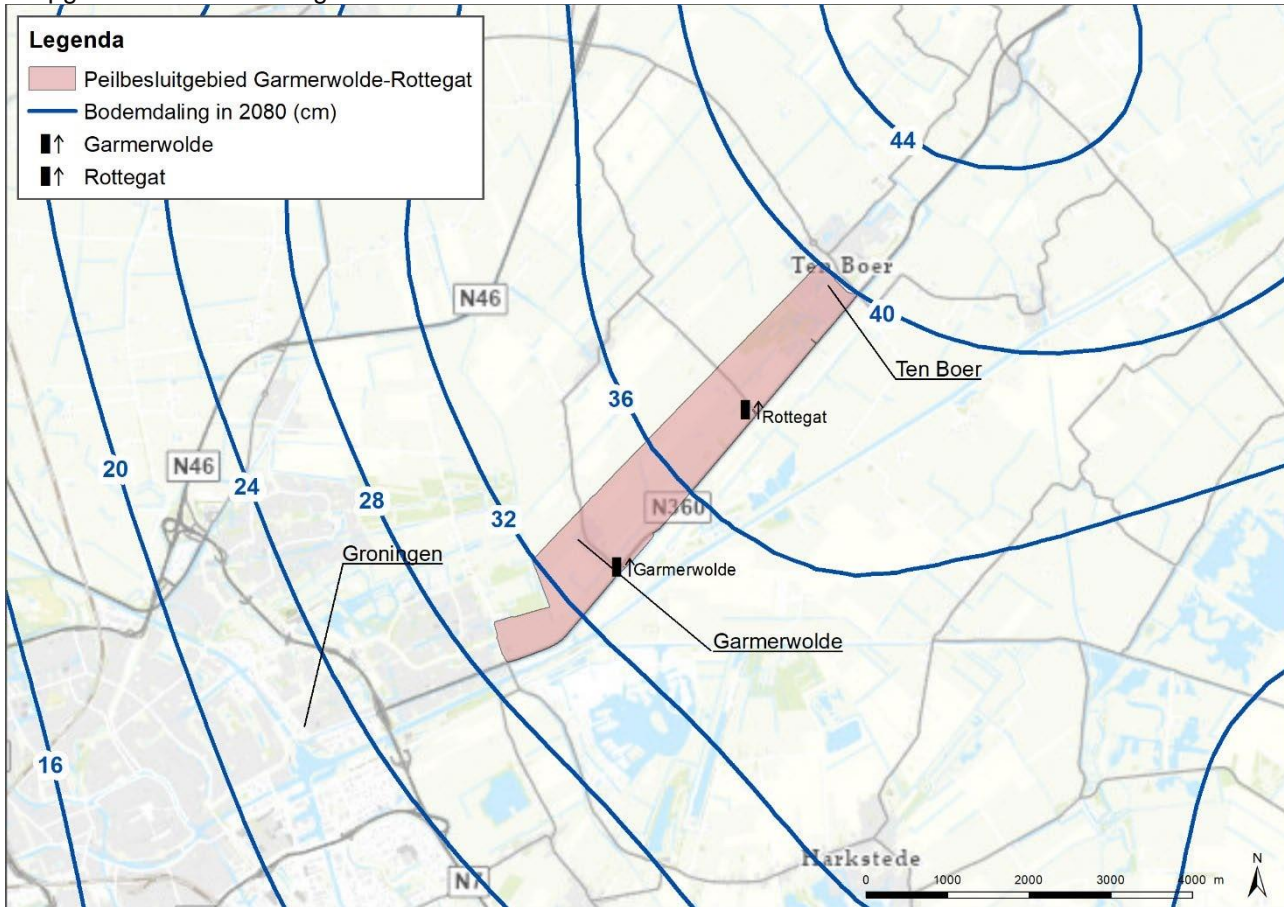 Legenda
Peilbesluitgebied Garmerwolde-Rottegat
Bodemdaling in 2080 (cm)
Garmerwolde
Rottegat
44
Ten Boer
N46
40
Ten Boer
36
Rottegat
N46
20
24
28
32
N360
Groningen
Garmerwolde
Garmerwolde
16
Harkstede
N7
0 1000 2000 3000 4000 m
N